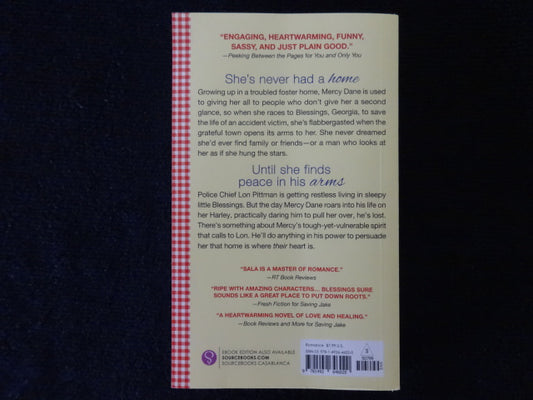 "ENGAGING, HEARTWARMING, FUNNY,
SASSY, AND JUST PLAIN GOOD."
—Peeking Between the Pages for You and Only You
She's never had a home
Growing up in a troubled foster home, Mercy Dane is used
to giving her all to people who don't give her a second
glance, so when she races to Blessings, Georgia, to save
the life of an accident victim, she's flabbergasted when the
grateful town opens its arms to her. She never dreamed
she'd ever find family or friends—or a man who looks at
her as if she hung the stars.
Until she finds
peace in his arms
Police Chief Lon Pittman is getting restless living in sleepy
little Blessings. But the day Mercy Dane roars into his life on
her Harley, practically daring him to pull her over, he's lost.
There's something about Mercy's tough-yet-vulnerable spirit
that calls to Lon. He'll do anything in his power to persuade
her that home is where their heart is.
"SALA IS A MASTER OF ROMANCE."
—RT Book Reviews
"RIPE WITH AMAZING CHARACTERS... BLESSINGS SURE
SOUNDS LIKE A GREAT PLACE TO PUT DOWN ROOTS."
—Fresh Fiction for Saving Jake
"A HEARTWARMING NOVEL OF LOVE AND HEALING."
—Book Reviews and More for Saving Jake
EBOOK EDITION ALSO AVAILABLE
SOURCEBOOKS.COM
SOURCEBOOKS CASABLANCA
Romance $7.99 U.S.